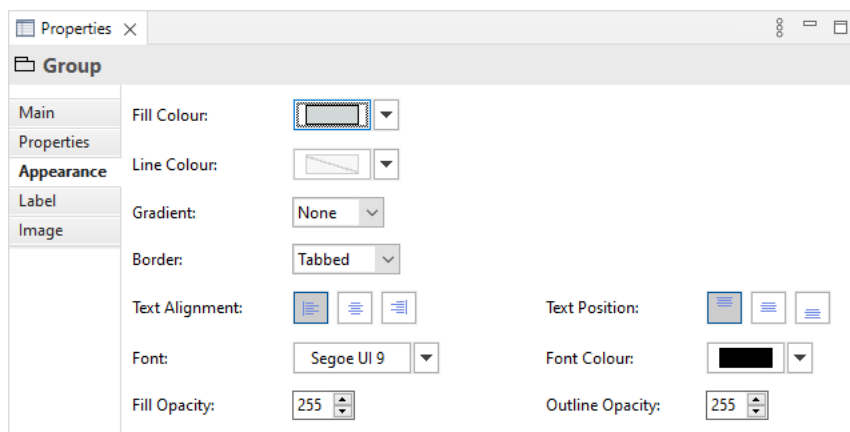 Properties
Group
Main
Properties
Appearance
Label
Image
Fill Colour:
Line Colour:
Gradient: None
Border: Tabbed
Text Alignment: Text Position:
Font: Segoe UI 9 Font Colour:
Fill Opacity: 255 Outline Opacity: 255